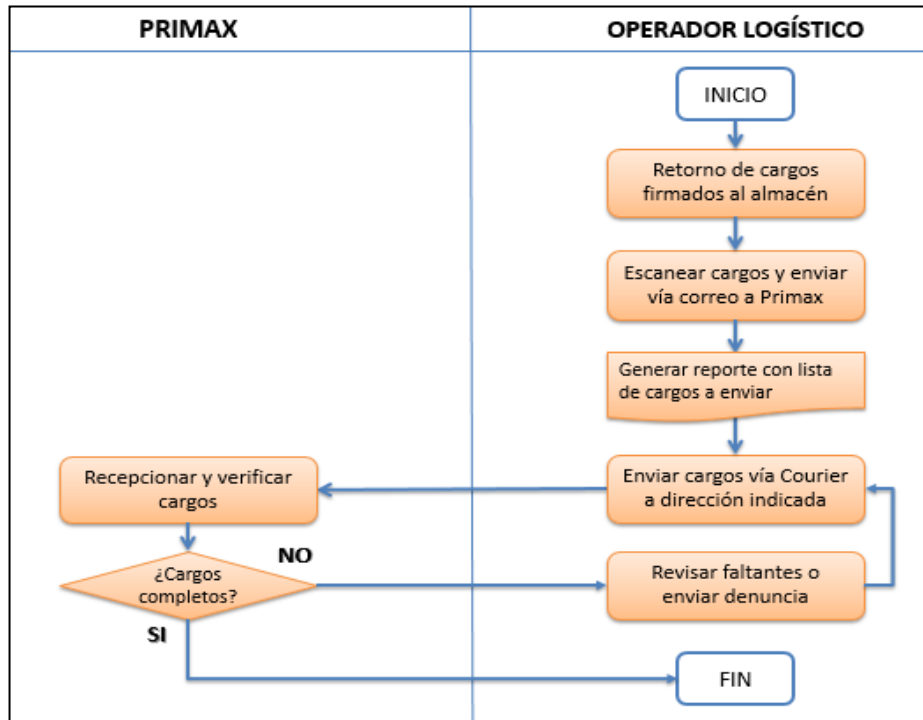 PRIMAX
OPERADOR LOGÍSTICO
INICIO
Retorno de cargos
firmados al almacén
Escanear cargos y enviar
vía correo a Primax
Generar reporte con lista
de cargos a enviar
Enviar cargos vía Courier
a dirección indicada
Recepcionar y verificar
cargos
¿Cargos
completos?
NO
SI
Revisar faltantes o
enviar denuncia
FIN